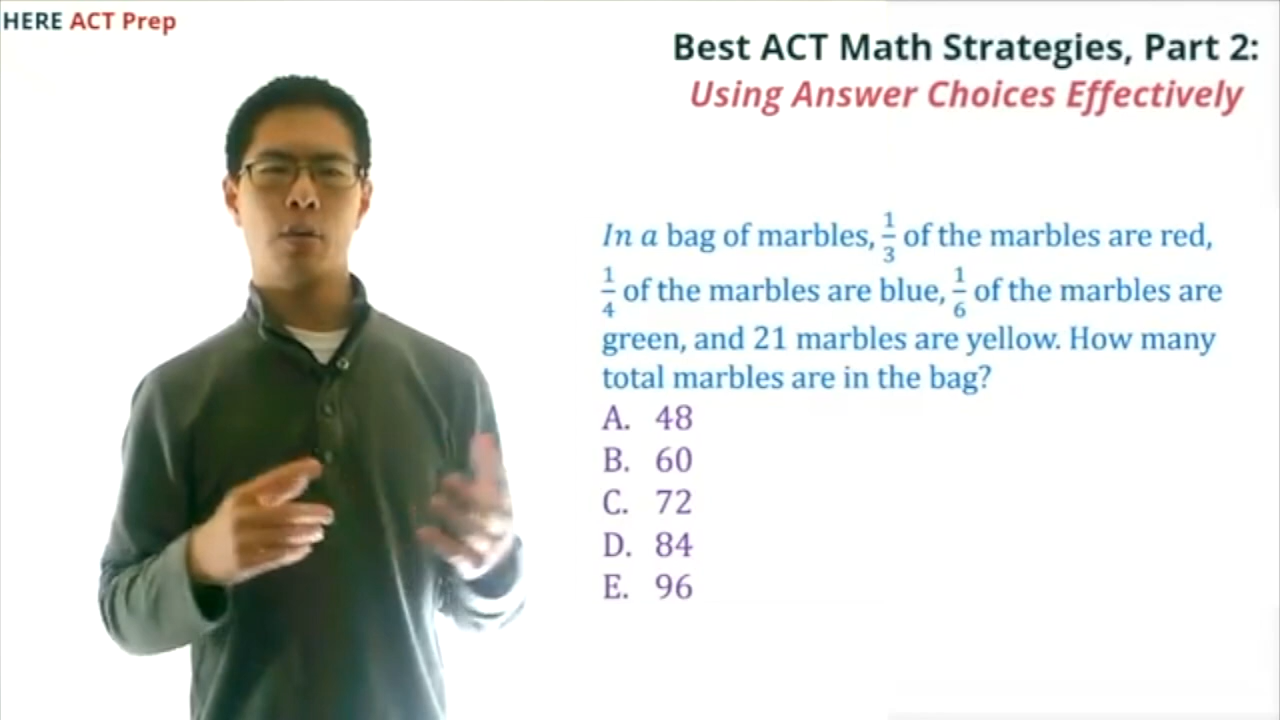 HERE ACT Prep
Best ACT Math Strategies, Part 2:
Using Answer Choices Effectively
In a bag of marbles, 1/3 of the marbles are red,
1/4 of the marbles are blue, 1/6 of the marbles are
green, and 21 marbles are yellow. How many
total marbles are in the bag?
A. 48
B. 60
C. 72
D. 84
E. 96